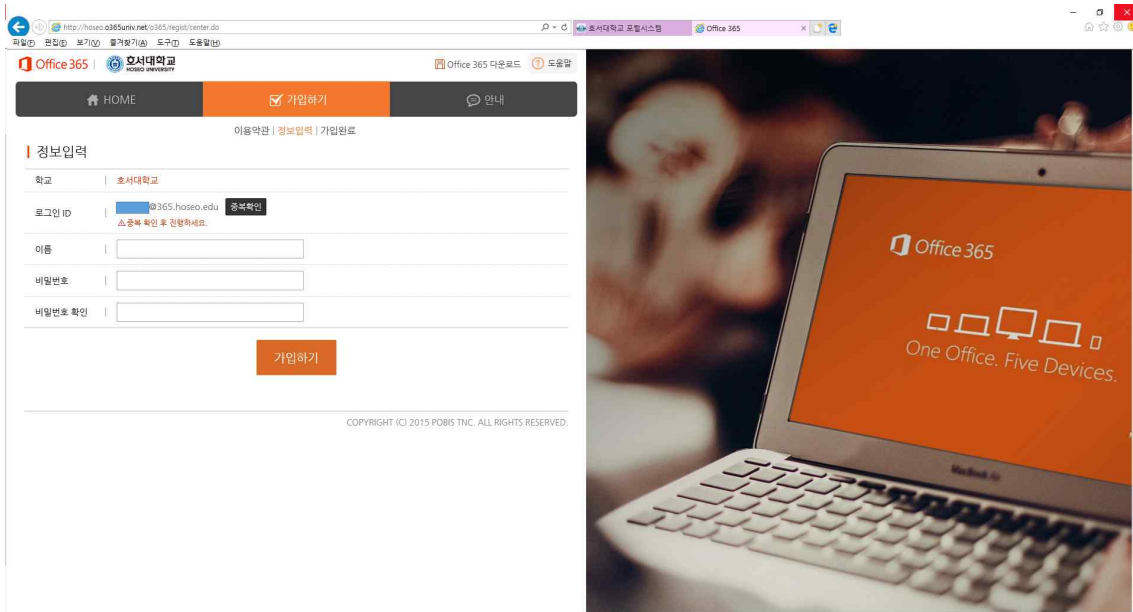 http://hoseo.o365univ.net/o365/regist/center.do
호서대학교 포털시스템
Office 365
파일(F) 편집(E) 보기(V) 즐겨찾기(A) 도구(T) 도움말(H)
Office 365 | 호서대학교
HOSEO UNIVERSITY
Office 365 다운로드
도움말
HOME
가입하기
안내
이용약관 | 정보입력 | 가입완료
정보입력
학교 | 호서대학교
로그인 ID | @365.hoseo.edu 중복확인
⚠중복 확인 후 진행하세요.
이름 |
비밀번호 |
비밀번호 확인 |
가입하기
COPYRIGHT (C) 2015 POBIS TNC. ALL RIGHTS RESERVED.
Office 365
One Office. Five Devices.
MacBook Air